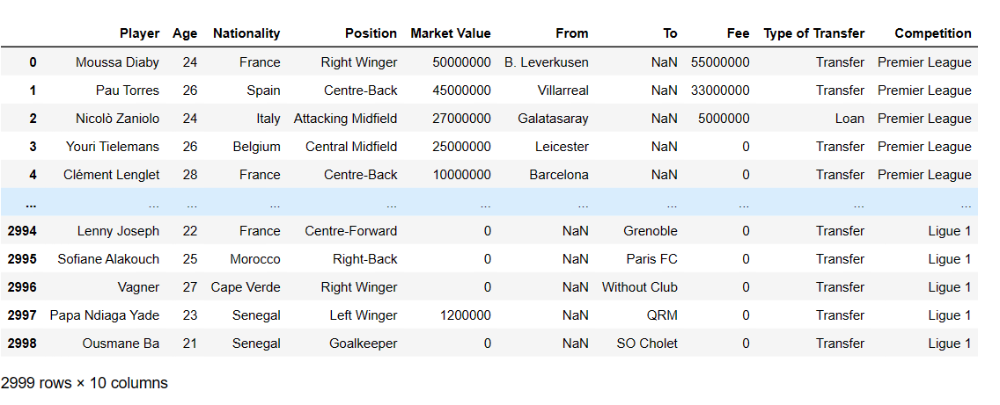 Player Age Nationality Position Market Value From To Fee Type of Transfer Competition
0 Moussa Diaby 24 France Right Winger 50000000 B. Leverkusen NaN 55000000 Transfer Premier League
1 Pau Torres 26 Spain Centre-Back 45000000 Villarreal NaN 33000000 Transfer Premier League
2 Nicolò Zaniolo 24 Italy Attacking Midfield 27000000 Galatasaray NaN 5000000 Loan Premier League
3 Youri Tielemans 26 Belgium Central Midfield 25000000 Leicester NaN 0 Transfer Premier League
4 Clément Lenglet 28 France Centre-Back 10000000 Barcelona NaN 0 Transfer Premier League
... ... ... ... ... ... ... ... ... ... ...
2994 Lenny Joseph 22 France Centre-Forward 0 NaN Grenoble 0 Transfer Ligue 1
2995 Sofiane Alakouch 25 Morocco Right-Back 0 NaN Paris FC 0 Transfer Ligue 1
2996 Vagner 27 Cape Verde Right Winger 0 NaN Without Club 0 Transfer Ligue 1
2997 Papa Ndiaga Yade 23 Senegal Left Winger 1200000 NaN QRM 0 Transfer Ligue 1
2998 Ousmane Ba 21 Senegal Goalkeeper 0 NaN SO Cholet 0 Transfer Ligue 1
2999 rows × 10 columns